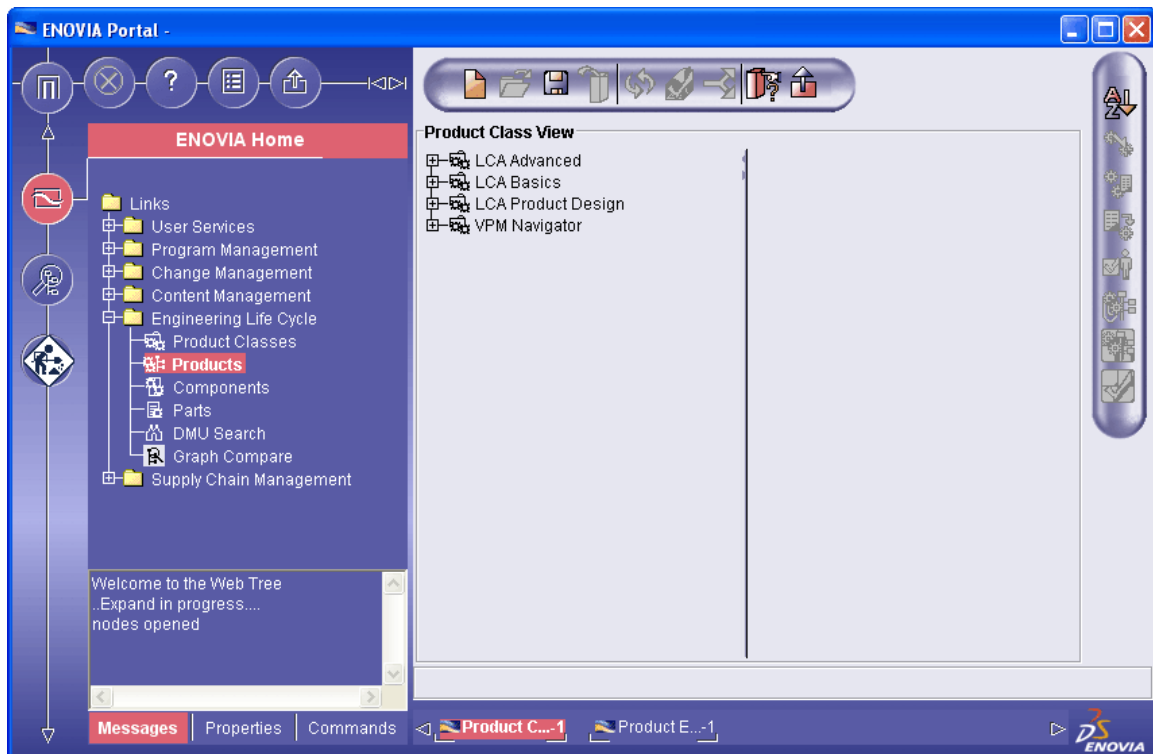 ENOVIA Portal -
ENOVIA Home
Links
User Services
Program Management
Change Management
Content Management
Engineering Life Cycle
Product Classes
Products
Components
Parts
DMU Search
Graph Compare
Supply Chain Management
Welcome to the Web Tree
..Expand in progress....
nodes opened
Messages
Properties
Commands
Product Class View
LCA Advanced
LCA Basics
LCA Product Design
VPM Navigator
Product C...-1
Product E...-1
ENOVIA